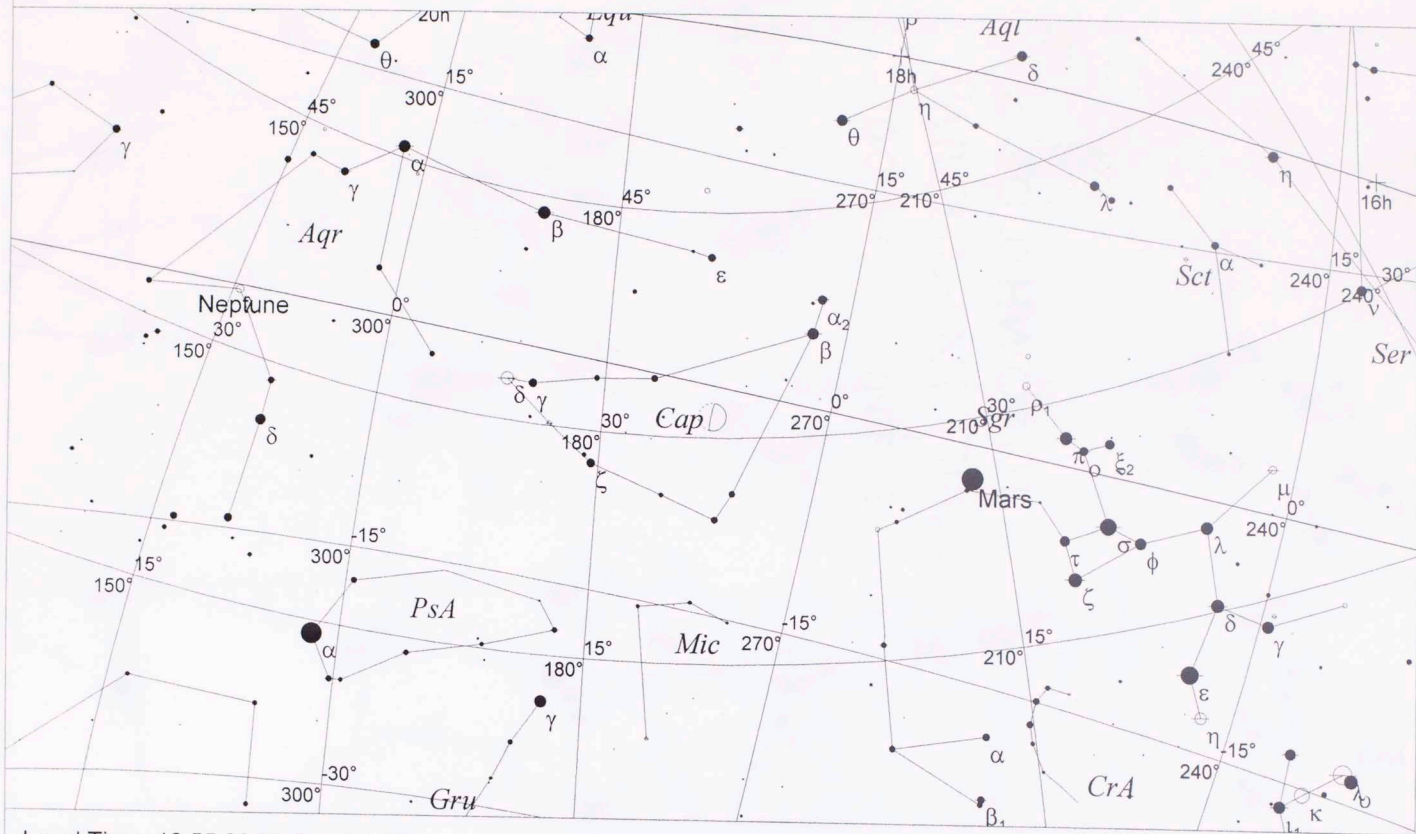 20h
Equ
Aql
θ
α
δ
15°
45°
18h
240°
300°
η
45°
150°
θ
γ
α
η
γ
45°
15°
45°
λ
16h
180°
270°
210°
β
Aqr
15°
ε
Sct
α
240°
30°
240°
Neptune
0°
α₂
ν
30°
300°
β
Ser
150°
δ
γ
0°
ρ₁
30°
Cap
30°
270°
210°
Sgr
δ
180°
π
ο
ξ₂
ζ
Mars
μ
0°
240°
-15°
τ
σ
φ
λ
15°
300°
ζ
150°
PsA
δ
-15°
Mic
270°
15°
γ
α
15°
210°
180°
ε
γ
η
α
-15°
240°
-30°
300°
Gru
CrA
β₁
κ
ι₁